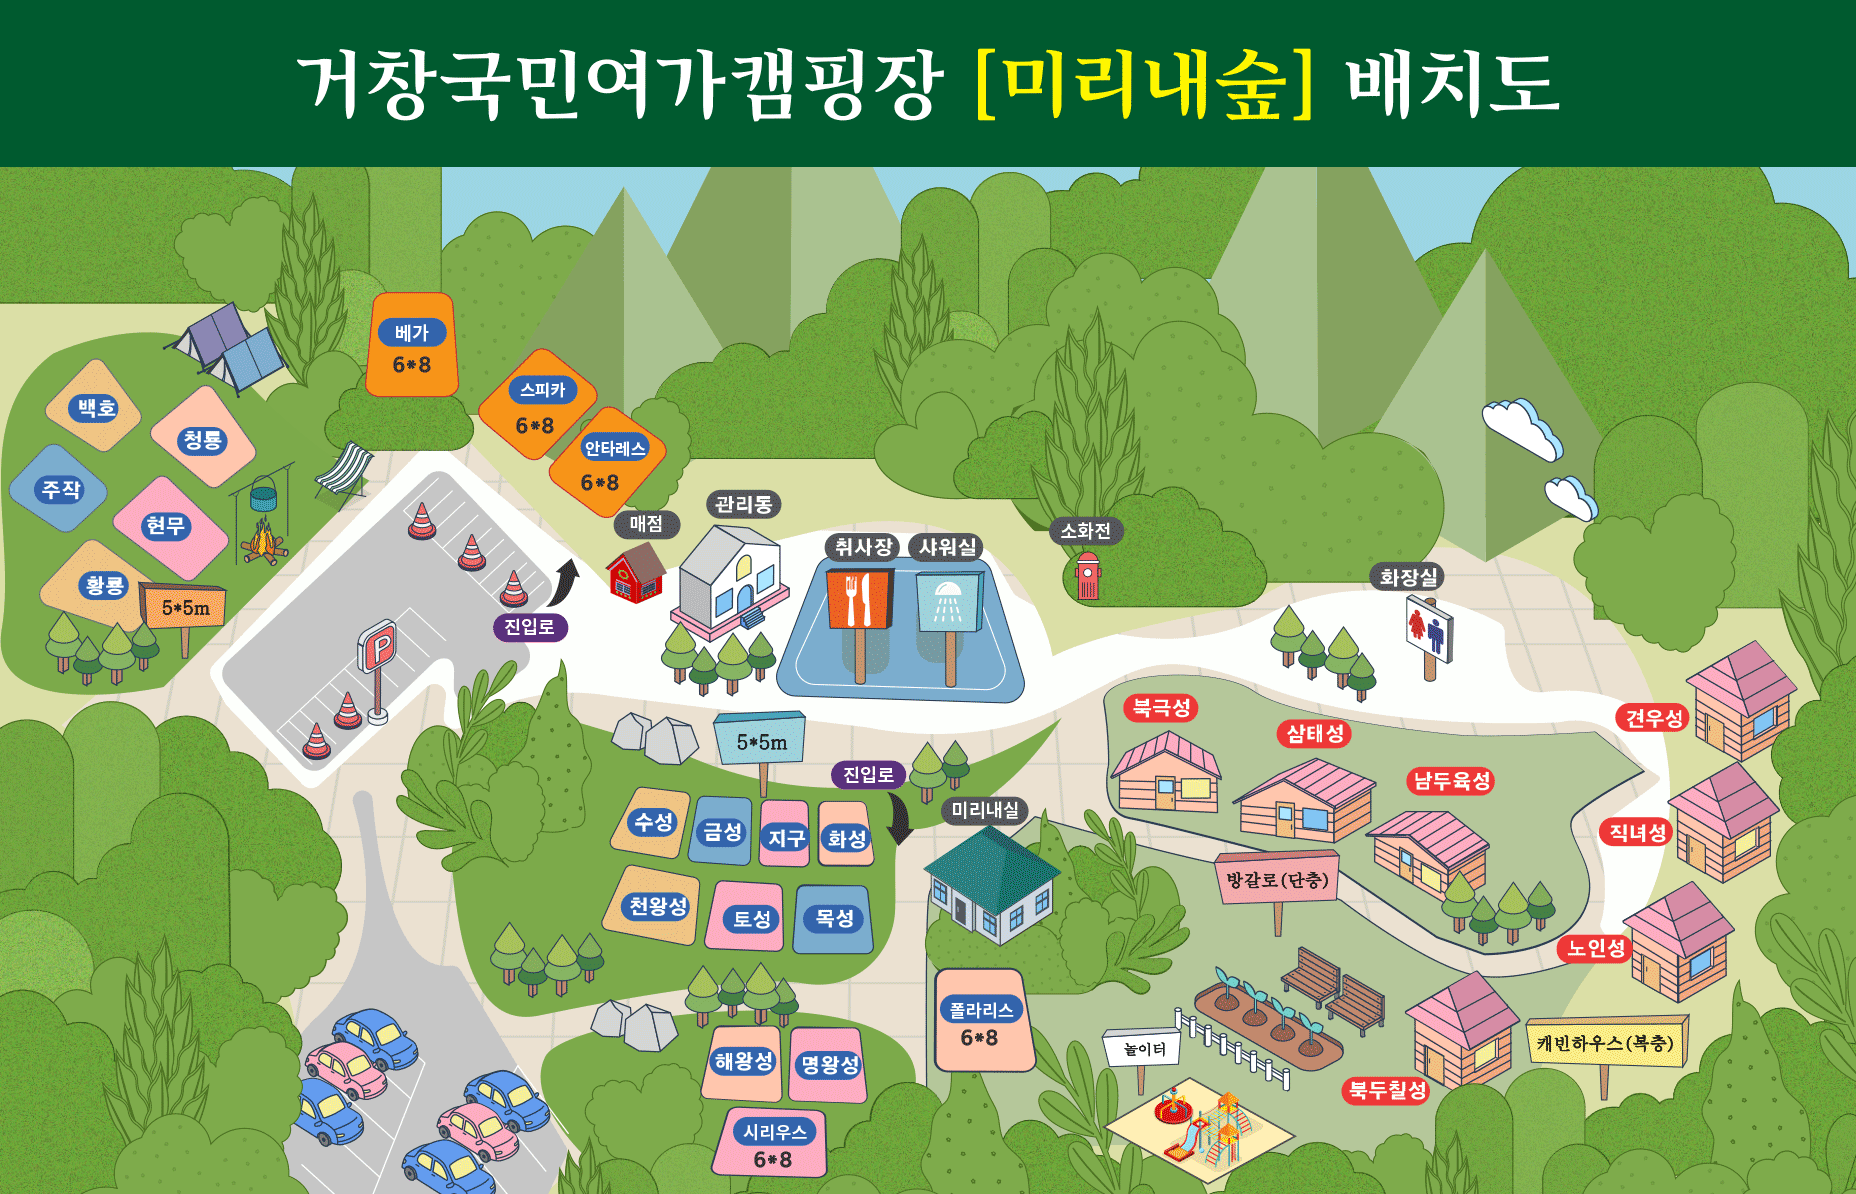 거창국민여가캠핑장 [미리내숲] 배치도
베가
6*8
스피카
6*8
안타레스
6*8
백호
청룡
주작
현무
황룡
5*5m
P
진입로
매점
관리동
취사장
샤워실
소화전
화장실
5*5m
진입로
미리내실
수성
금성
지구
화성
천왕성
토성
목성
해왕성
명왕성
시리우스
6*8
폴라리스
6*8
북극성
삼태성
남두육성
방갈로(단층)
견우성
직녀성
노인성
북두칠성
캐빈하우스(복층)
놀이터